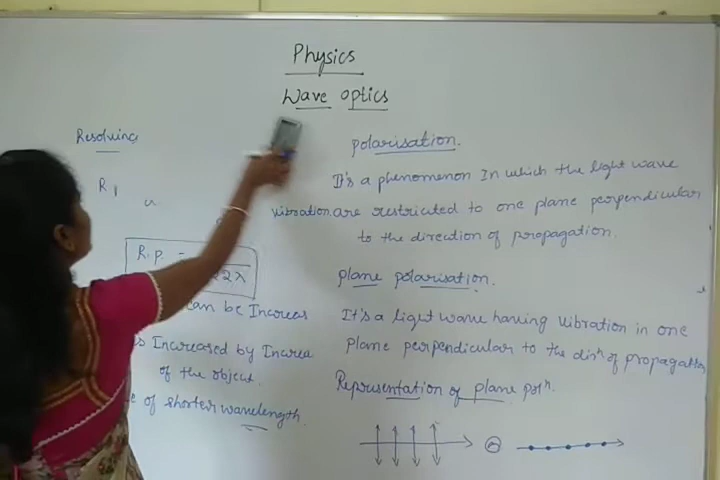 Physics
Wave optics
Resolving
R.p
R.p. =
22λ
can be Increas
Increased by Increa
of the object.
of shorter wavelength.
polarisation.
It's a phenomenon In which the light wave
vibration are restricted to one plane perpendicular
to the direction of propagation.
plane polarisation.
It's a light wave having vibration in one
plane perpendicular to the dirⁿ of propagation
Representation of plane polⁿ.